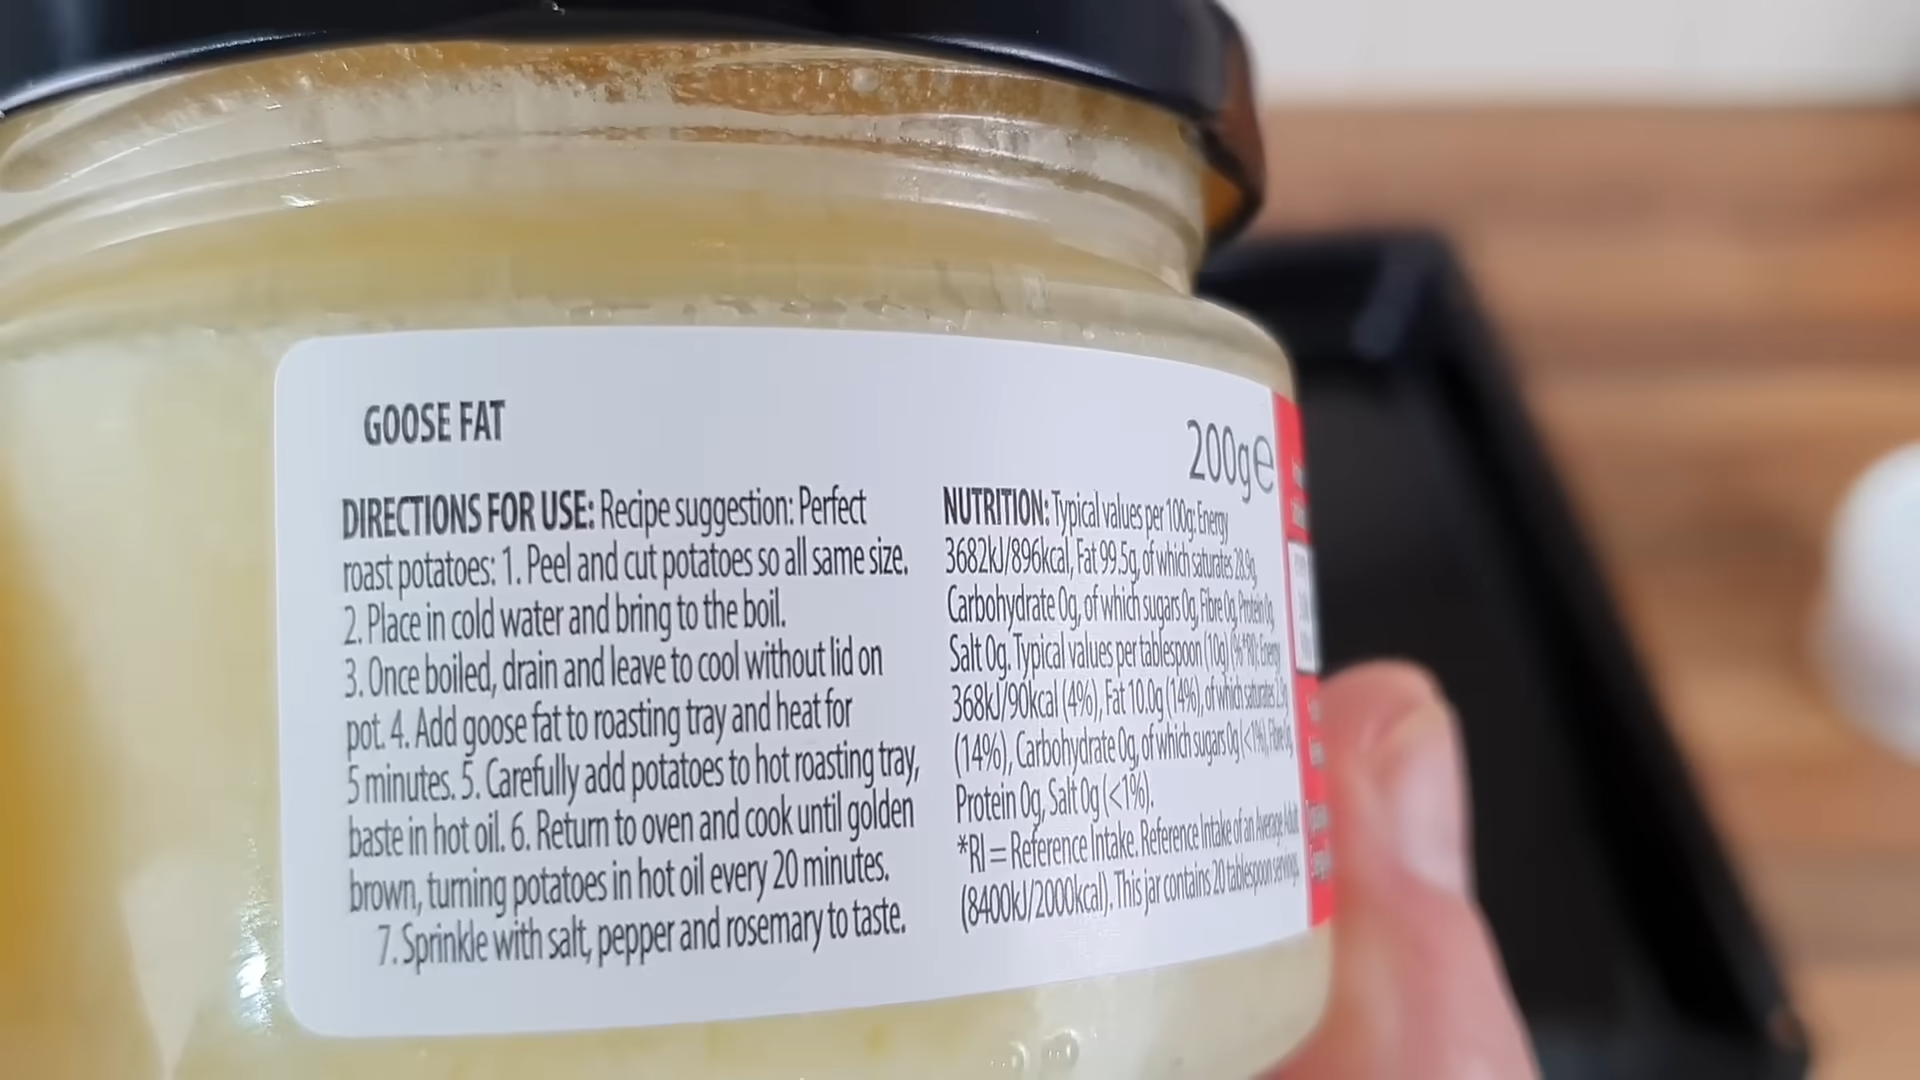 GOOSE FAT
200g℮
DIRECTIONS FOR USE: Recipe suggestion: Perfect
roast potatoes: 1. Peel and cut potatoes so all same size.
2. Place in cold water and bring to the boil.
3. Once boiled, drain and leave to cool without lid on
pot. 4. Add goose fat to roasting tray and heat for
5 minutes. 5. Carefully add potatoes to hot roasting tray,
baste in hot oil. 6. Return to oven and cook until golden
brown, turning potatoes in hot oil every 20 minutes.
7. Sprinkle with salt, pepper and rosemary to taste.
NUTRITION: Typical values per 100g: Energy
3682kJ/896kcal, Fat 99.5g, of which saturates 28.9g,
Carbohydrate 0g, of which sugars 0g, Fibre 0g, Protein 0g,
Salt 0g. Typical values per tablespoon (10g) (%*RI): Energy
368kJ/90kcal (4%), Fat 10.0g (14%), of which saturates 2.9g
(14%), Carbohydrate 0g, of which sugars 0g (<1%), Fibre 0g,
Protein 0g, Salt 0g (<1%).
*RI = Reference Intake. Reference Intake of an Average Adult
(8400kJ/2000kcal). This jar contains 20 tablespoon servings.